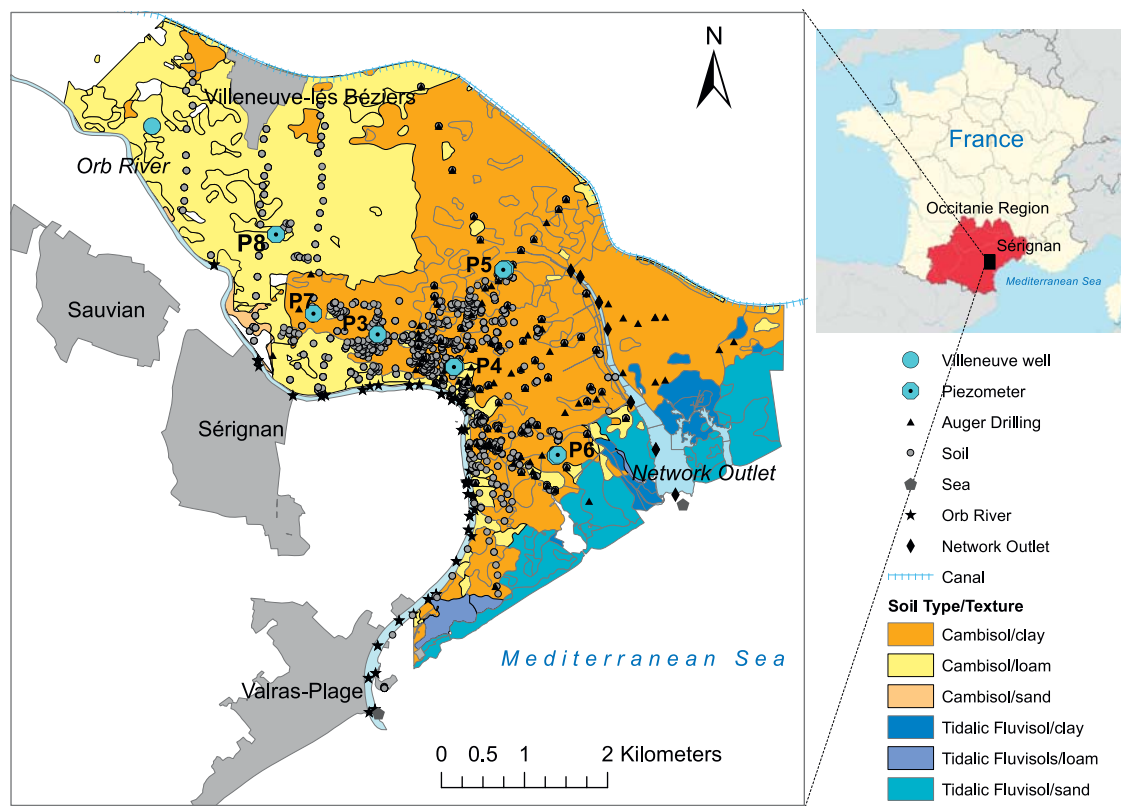 N
Villeneuve-lès Béziers
Orb River
P8
P5
Sauvian
P7
P3
P4
Sérignan
P6
Network Outlet
Mediterranean Sea
Valras-Plage
0 0.5 1 2 Kilometers
France
Occitanie Region
Sérignan
Mediterranean Sea
Villeneuve well
Piezometer
Auger Drilling
Soil
Sea
Orb River
Network Outlet
Canal
Soil Type/Texture
Cambisol/clay
Cambisol/loam
Cambisol/sand
Tidalic Fluvisol/clay
Tidalic Fluvisols/loam
Tidalic Fluvisol/sand